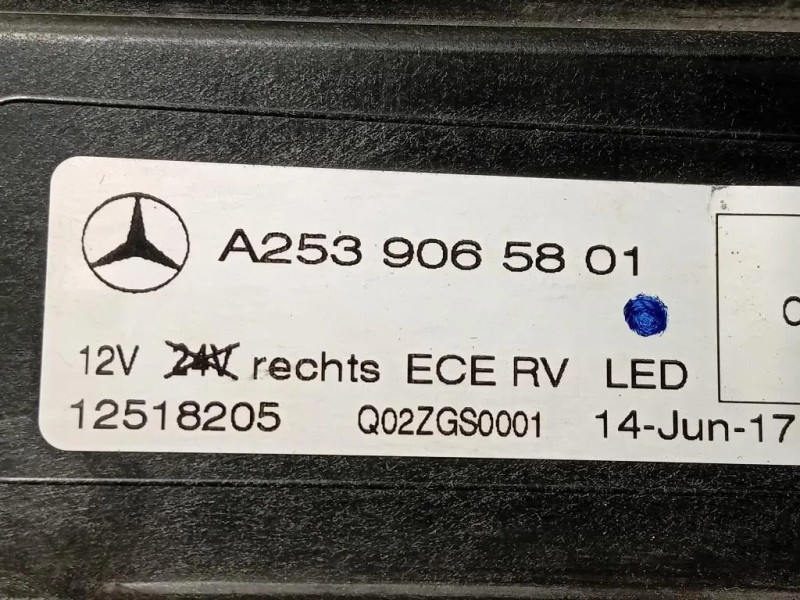 A253 906 58 01
12V 24V rechts ECE RV LED
12518205 Q02ZGS0001 14-Jun-17